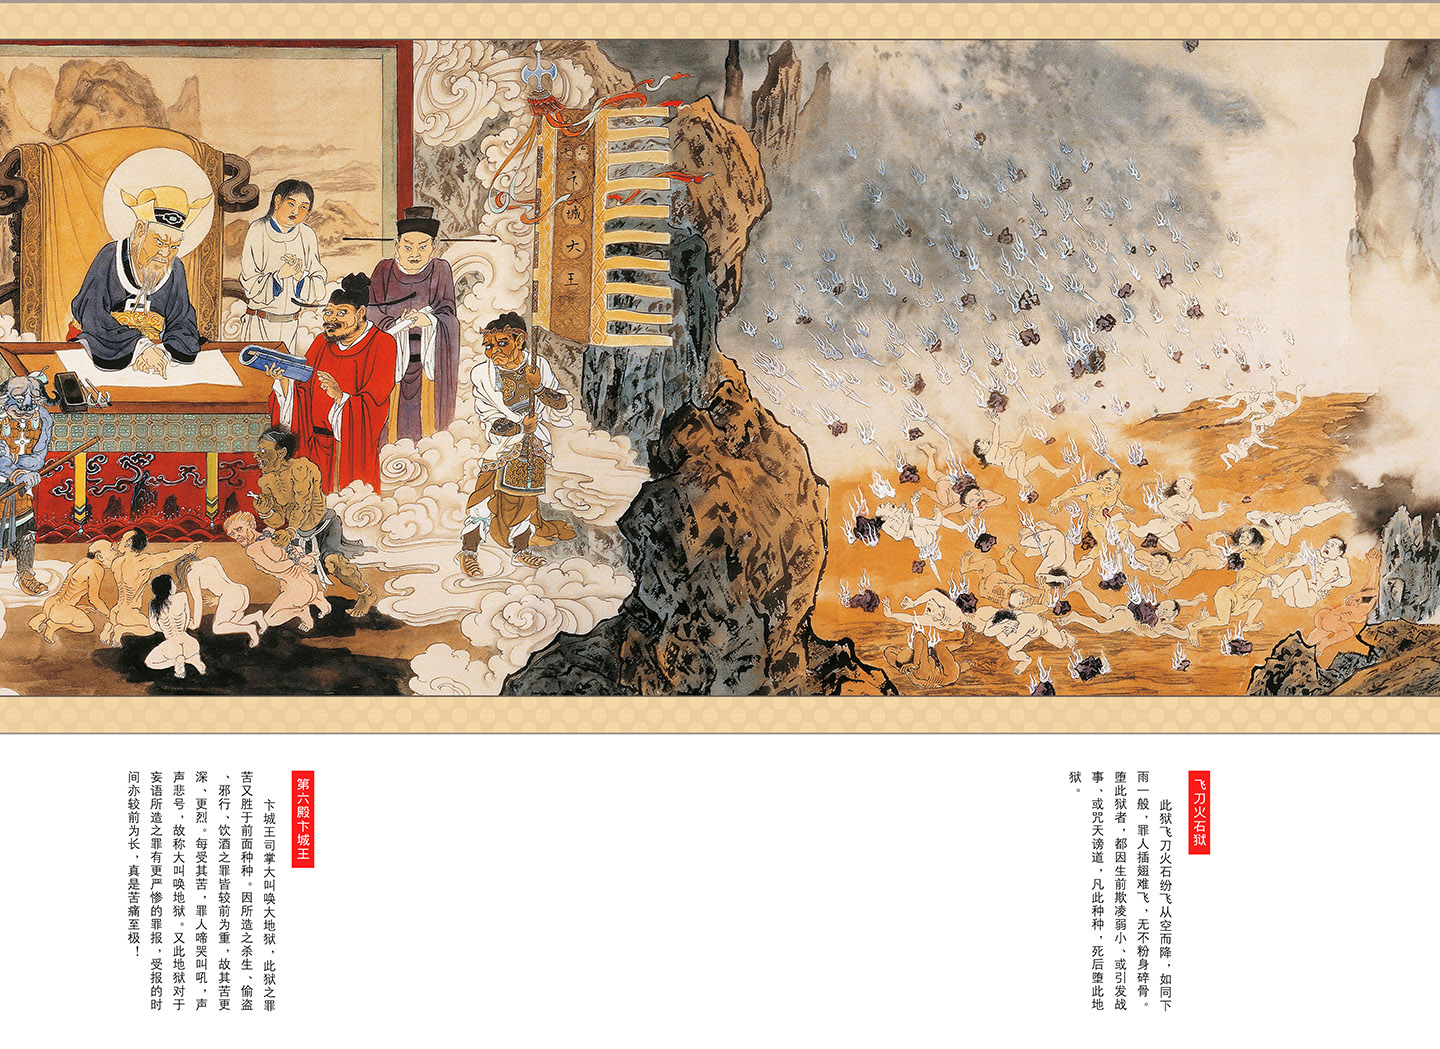 卞城大王
飞刀火石狱
此狱飞刀火石纷飞从空而降，如同下
雨一般，罪人插翅难飞，无不粉身碎骨。
堕此狱者，都因生前欺凌弱小、或引发战
事、或咒天谤道，凡此种种，死后堕此地
狱。
第六殿卞城王
卞城王司掌大叫唤大地狱，此狱之罪
苦又胜于前面种种。因所造之杀生、偷盗
、邪行、饮酒之罪皆较前为重，故其苦更
深、更烈。每受其苦，罪人啼哭叫吼，声
声悲号，故称大叫唤地狱。又此地狱对于
妄语所造之罪有更严惨的罪报，受报的时
间亦较前为长，真是苦痛至极！